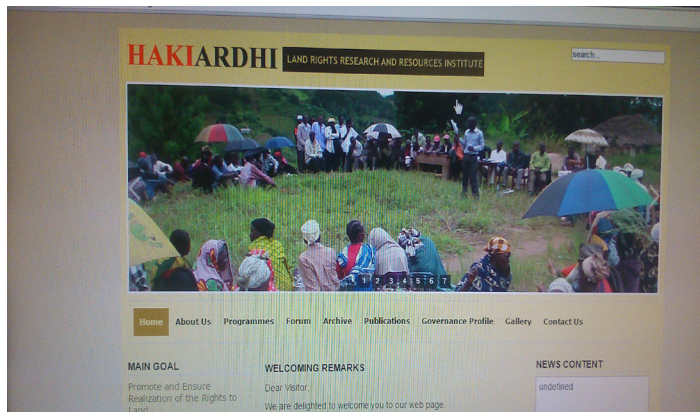 HAKIARDHI LAND RIGHTS RESEARCH AND RESOURCES INSTITUTE
search...
1 2 3 4 5 6 7
Home About Us Programmes Forum Archive Publications Governance Profile Gallery Contact Us
MAIN GOAL
Promote and Ensure
Realization of the Rights to
Land
WELCOMING REMARKS
Dear Visitor,
We are delighted to welcome you to our web page.
NEWS CONTENT
undefined